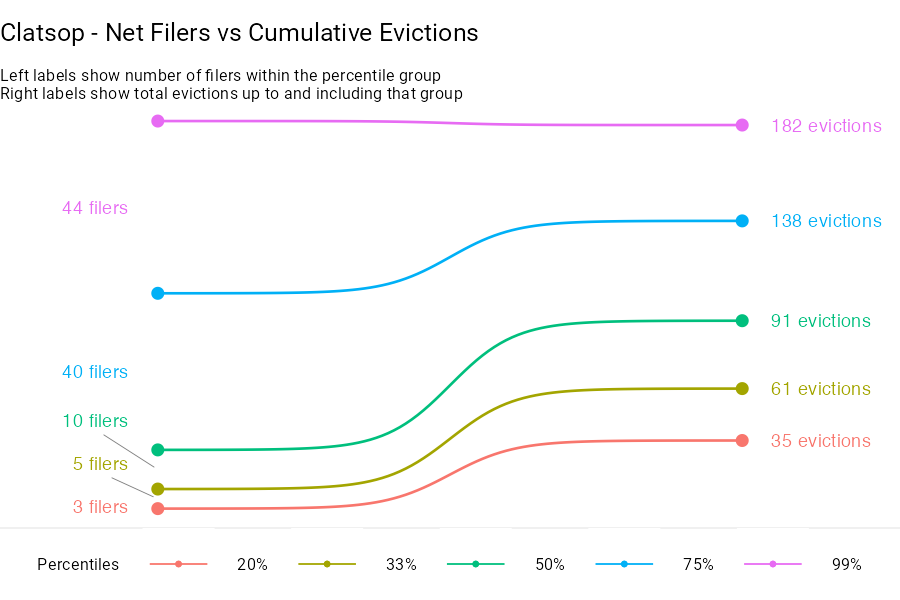 Clatsop - Net Filers vs Cumulative Evictions
Left labels show number of filers within the percentile group
Right labels show total evictions up to and including that group
182 evictions
44 filers
138 evictions
91 evictions
40 filers
61 evictions
10 filers
35 evictions
5 filers
3 filers
Percentiles 20% 33% 50% 75% 99%